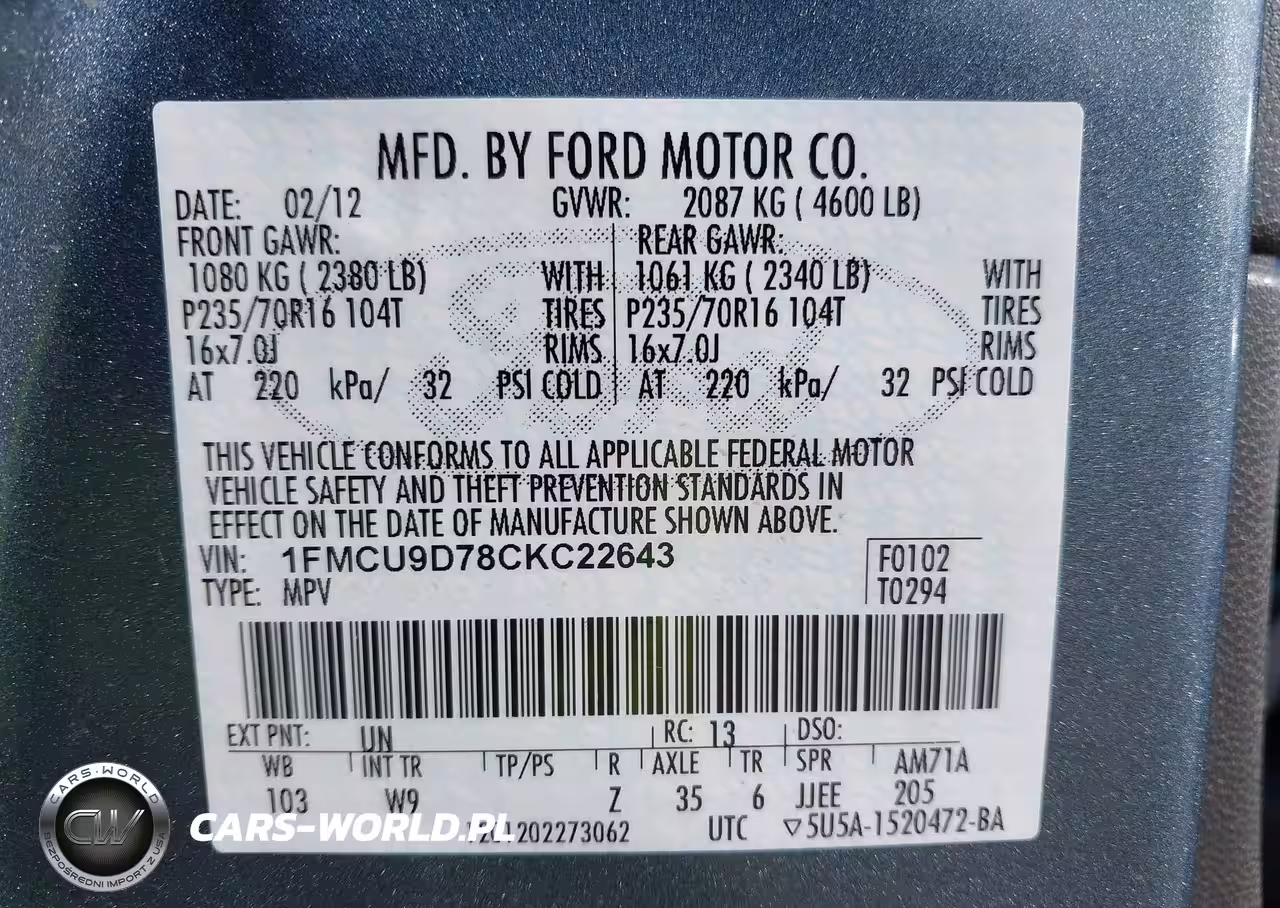 MFD. BY FORD MOTOR CO.
DATE: 02/12 GVWR: 2087 KG ( 4600 LB)
FRONT GAWR: REAR GAWR:
1080 KG ( 2380 LB) WITH 1061 KG ( 2340 LB) WITH
P235/70R16 104T TIRES P235/70R16 104T TIRES
16x7.0J RIMS 16x7.0J RIMS
AT 220 kPa/ 32 PSI COLD AT 220 kPa/ 32 PSI COLD
THIS VEHICLE CONFORMS TO ALL APPLICABLE FEDERAL MOTOR
VEHICLE SAFETY AND THEFT PREVENTION STANDARDS IN
EFFECT ON THE DATE OF MANUFACTURE SHOWN ABOVE.
VIN: 1FMCU9D78CKC22643 F0102
TYPE: MPV T0294
EXT PNT: UN RC: 13 DSO:
WB INT TR TP/PS R AXLE TR SPR AM71A
103 W9 Z 35 6 JJEE 205
UTC ▽5U5A-1520472-BA
Ford
CARS-WORLD
CW
BEZPOŚREDNI IMPORT Z USA
CARS-WORLD.PL